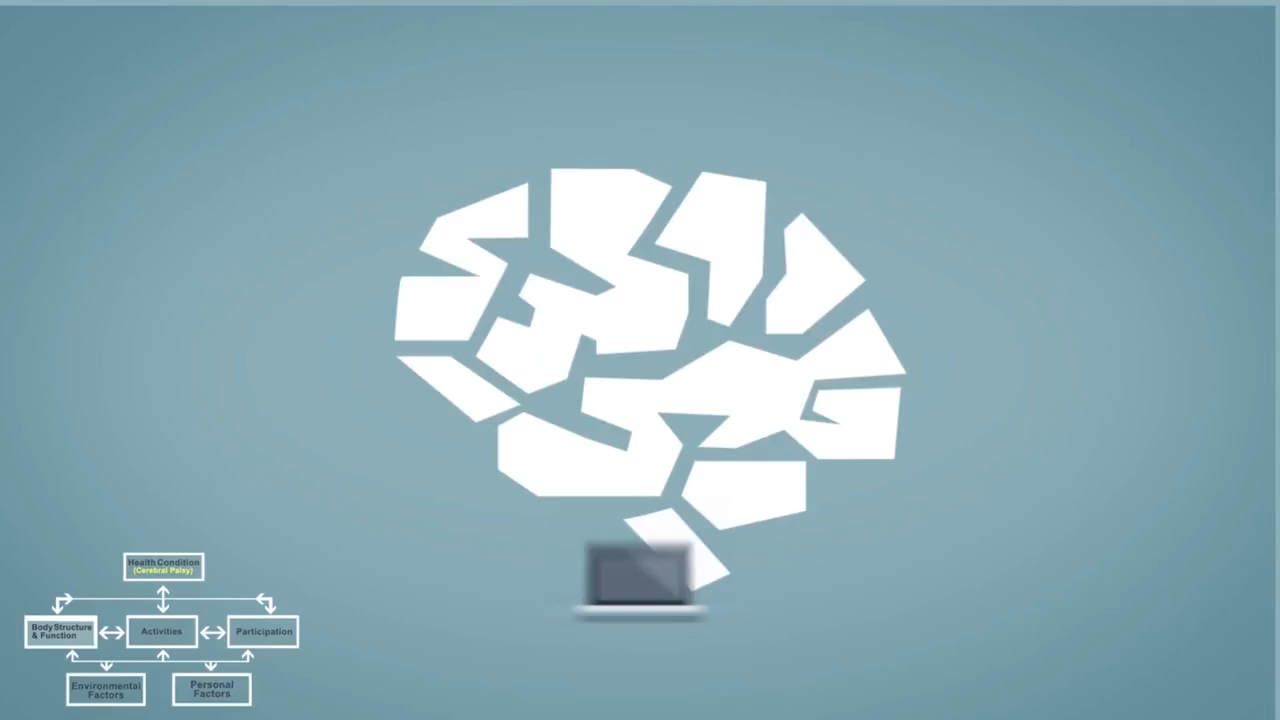 Health Condition
(Cerebral Palsy)
Body Structure
& Function
Activities
Participation
Environmental
Factors
Personal
Factors